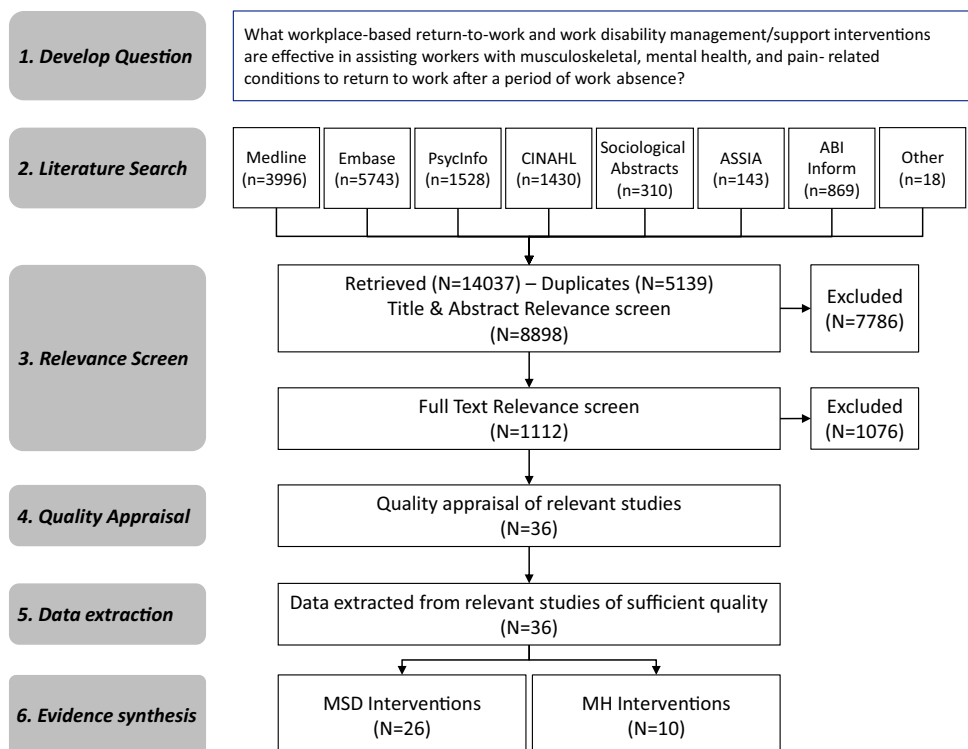 1. Develop Question
What workplace-based return-to-work and work disability management/support interventions
are effective in assisting workers with musculoskeletal, mental health, and pain- related
conditions to return to work after a period of work absence?
2. Literature Search
Medline
(n=3996)
Embase
(n=5743)
PsycInfo
(n=1528)
CINAHL
(n=1430)
Sociological
Abstracts
(n=310)
ASSIA
(n=143)
ABI
Inform
(n=869)
Other
(n=18)
3. Relevance Screen
Retrieved (N=14037) – Duplicates (N=5139)
Title & Abstract Relevance screen
(N=8898)
Excluded
(N=7786)
Full Text Relevance screen
(N=1112)
Excluded
(N=1076)
4. Quality Appraisal
Quality appraisal of relevant studies
(N=36)
5. Data extraction
Data extracted from relevant studies of sufficient quality
(N=36)
6. Evidence synthesis
MSD Interventions
(N=26)
MH Interventions
(N=10)